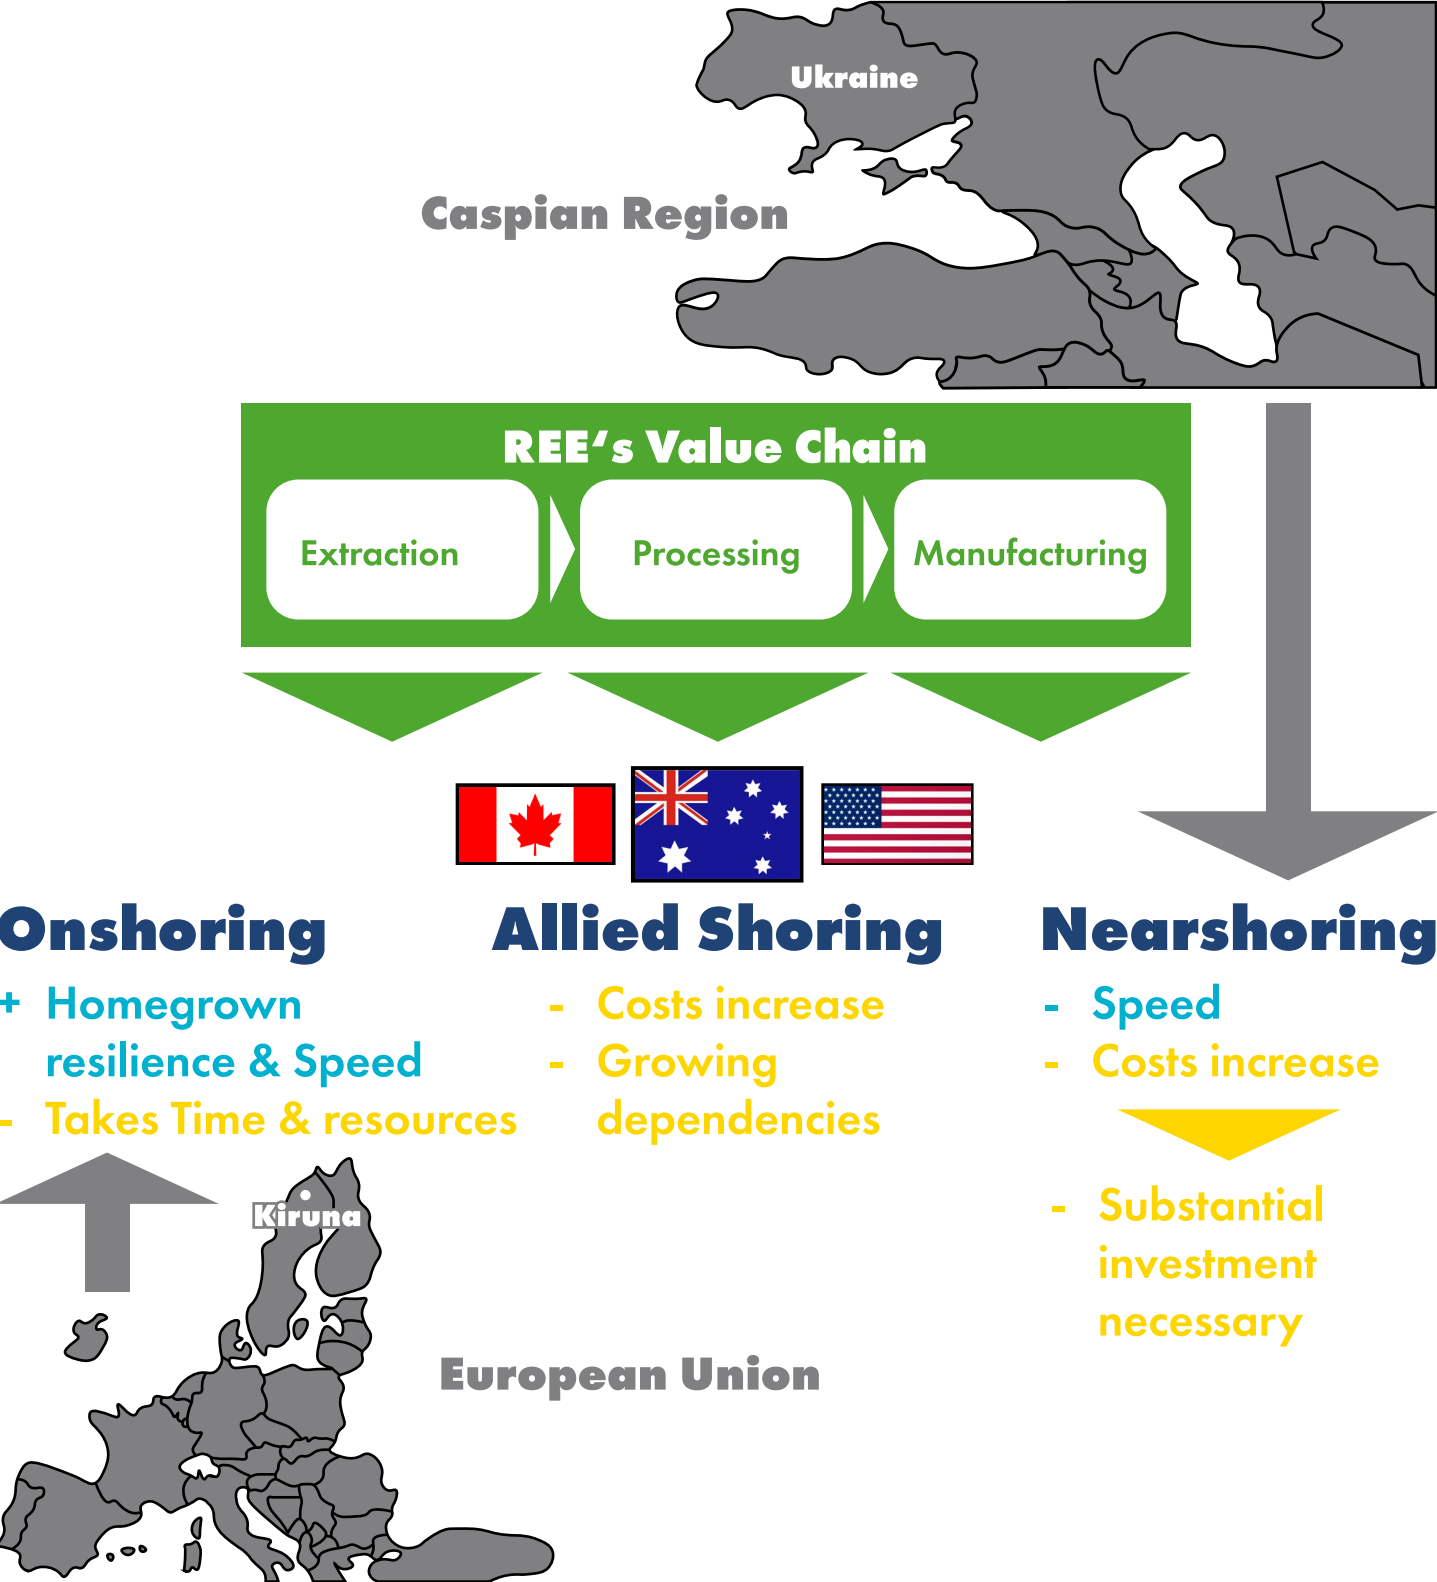 Ukraine
Caspian Region
REE‘s Value Chain
Extraction
Processing
Manufacturing
Onshoring
+ Homegrown
resilience & Speed
- Takes Time & resources
Allied Shoring
- Costs increase
- Growing
dependencies
Nearshoring
- Speed
- Costs increase
- Substantial
investment
necessary
Kiruna
European Union